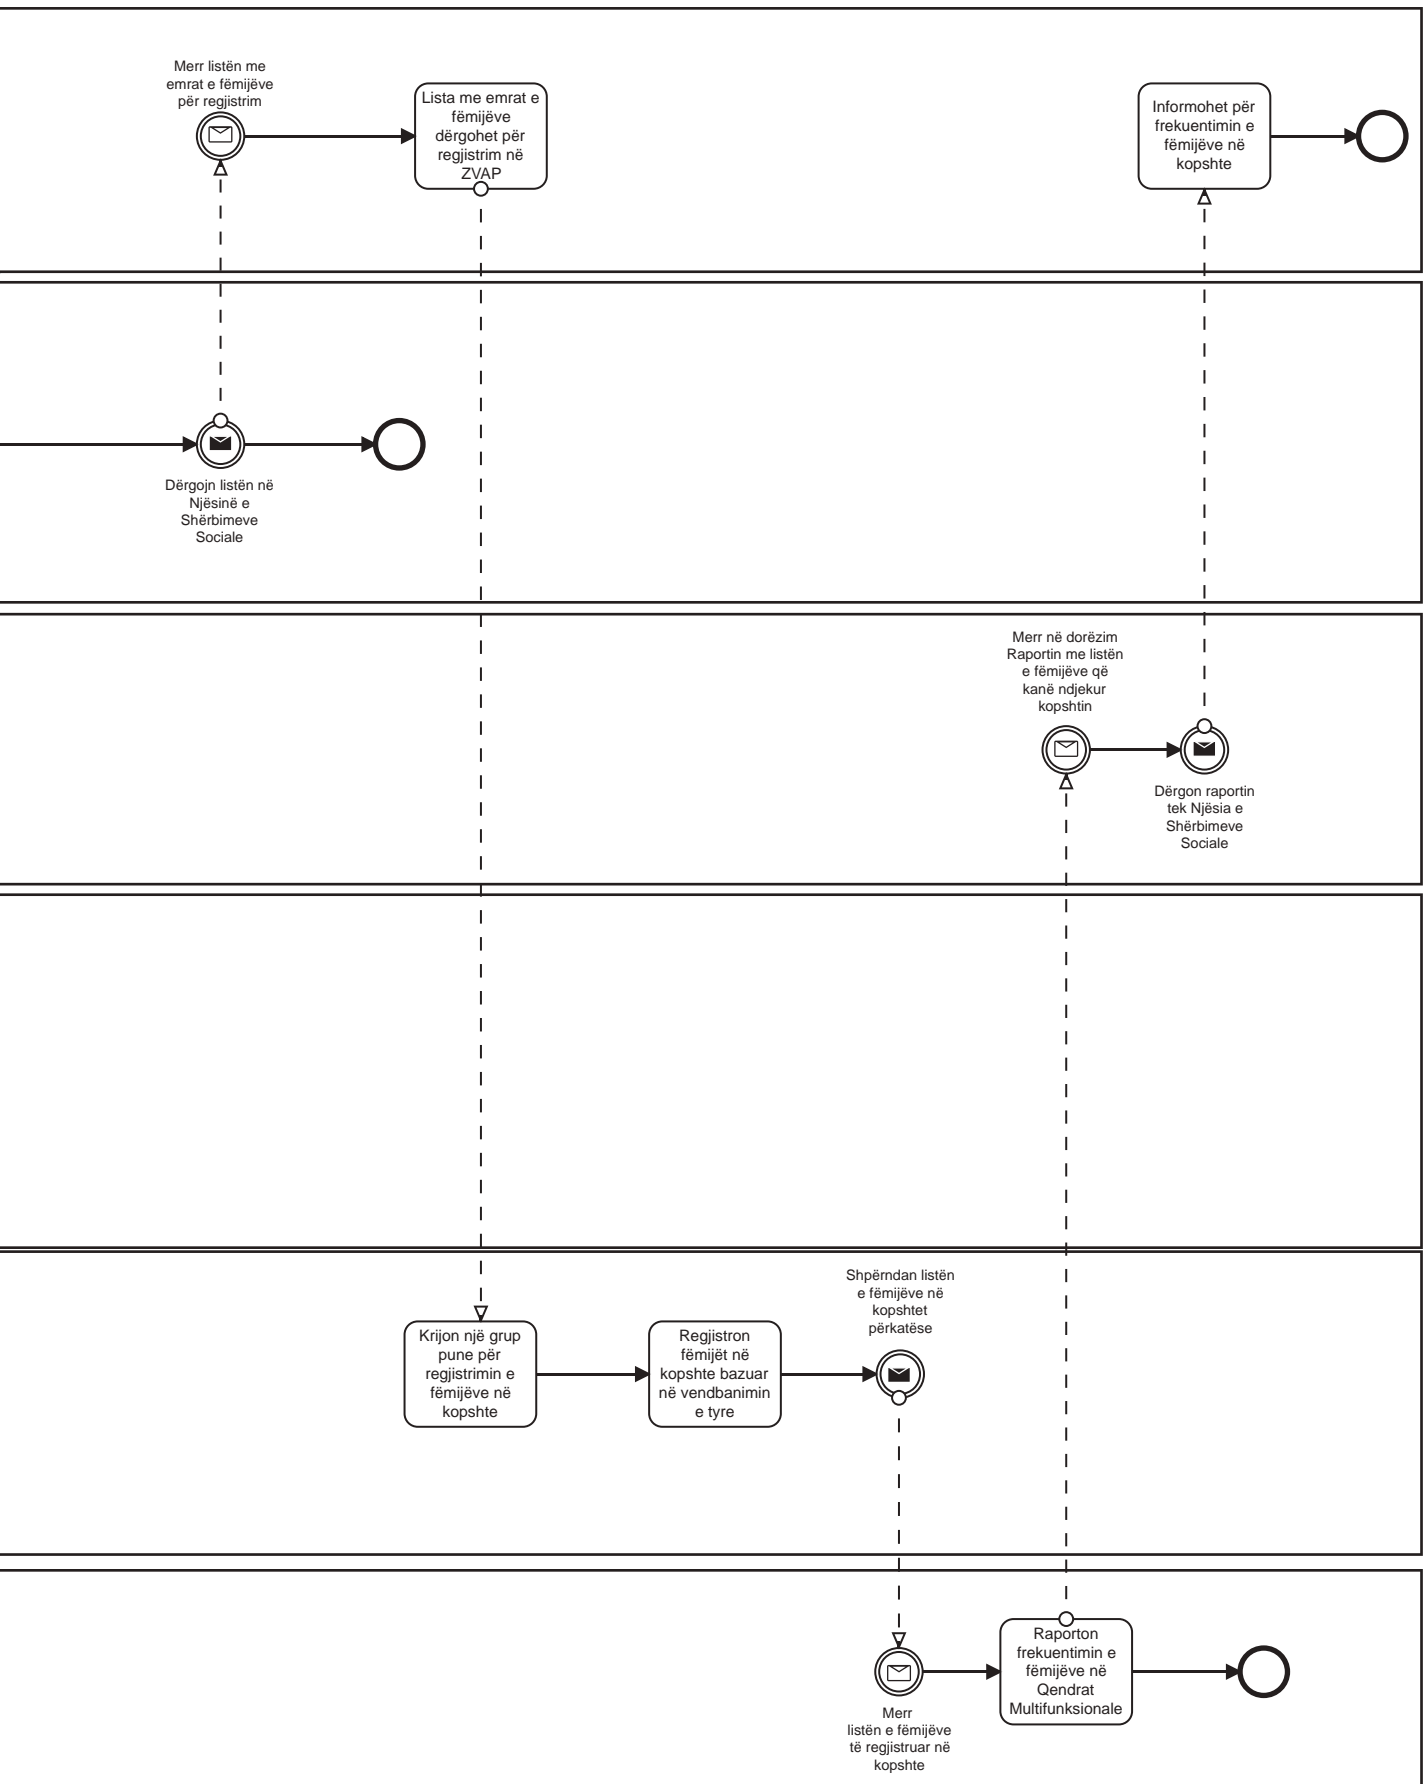 Merr listën me
emrat e fëmijëve
për regjistrim
Lista me emrat e
fëmijëve
dërgohet për
regjistrim në
ZVAP
Informohet për
frekuentimin e
fëmijëve në
kopshte
Dërgojn listën në
Njësinë e
Shërbimeve
Sociale
Merr në dorëzim
Raportin me listën
e fëmijëve që
kanë ndjekur
kopshtin
Dërgon raportin
tek Njësia e
Shërbimeve
Sociale
Shpërndan listën
e fëmijëve në
kopshtet
përkatëse
Krijon një grup
pune për
regjistrimin e
fëmijëve në
kopshte
Regjistron
fëmijët në
kopshte bazuar
në vendbanimin
e tyre
Merr
listën e fëmijëve
të regjistruar në
kopshte
Raporton
frekuentimin e
fëmijëve në
Qendrat
Multifunksionale